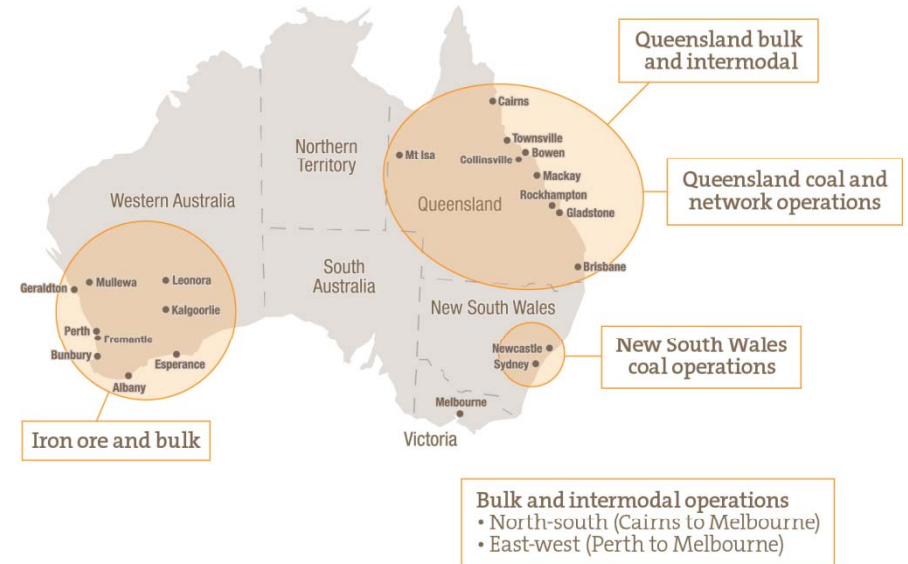 Queensland bulk
and intermodal
Cairns
Townsville
Bowen
Collinsville
Mt Isa
Mackay
Northern
Territory
Queensland coal and
network operations
Western Australia
Rockhampton
Queensland
Gladstone
South
Australia
Brisbane
Mullewa
Leonora
Geraldton
Kalgoorlie
New South Wales
Perth
Fremantle
Bunbury
Esperance
Albany
Newcastle
Sydney
New South Wales
coal operations
Melbourne
Victoria
Iron ore and bulk
Bulk and intermodal operations
• North-south (Cairns to Melbourne)
• East-west (Perth to Melbourne)